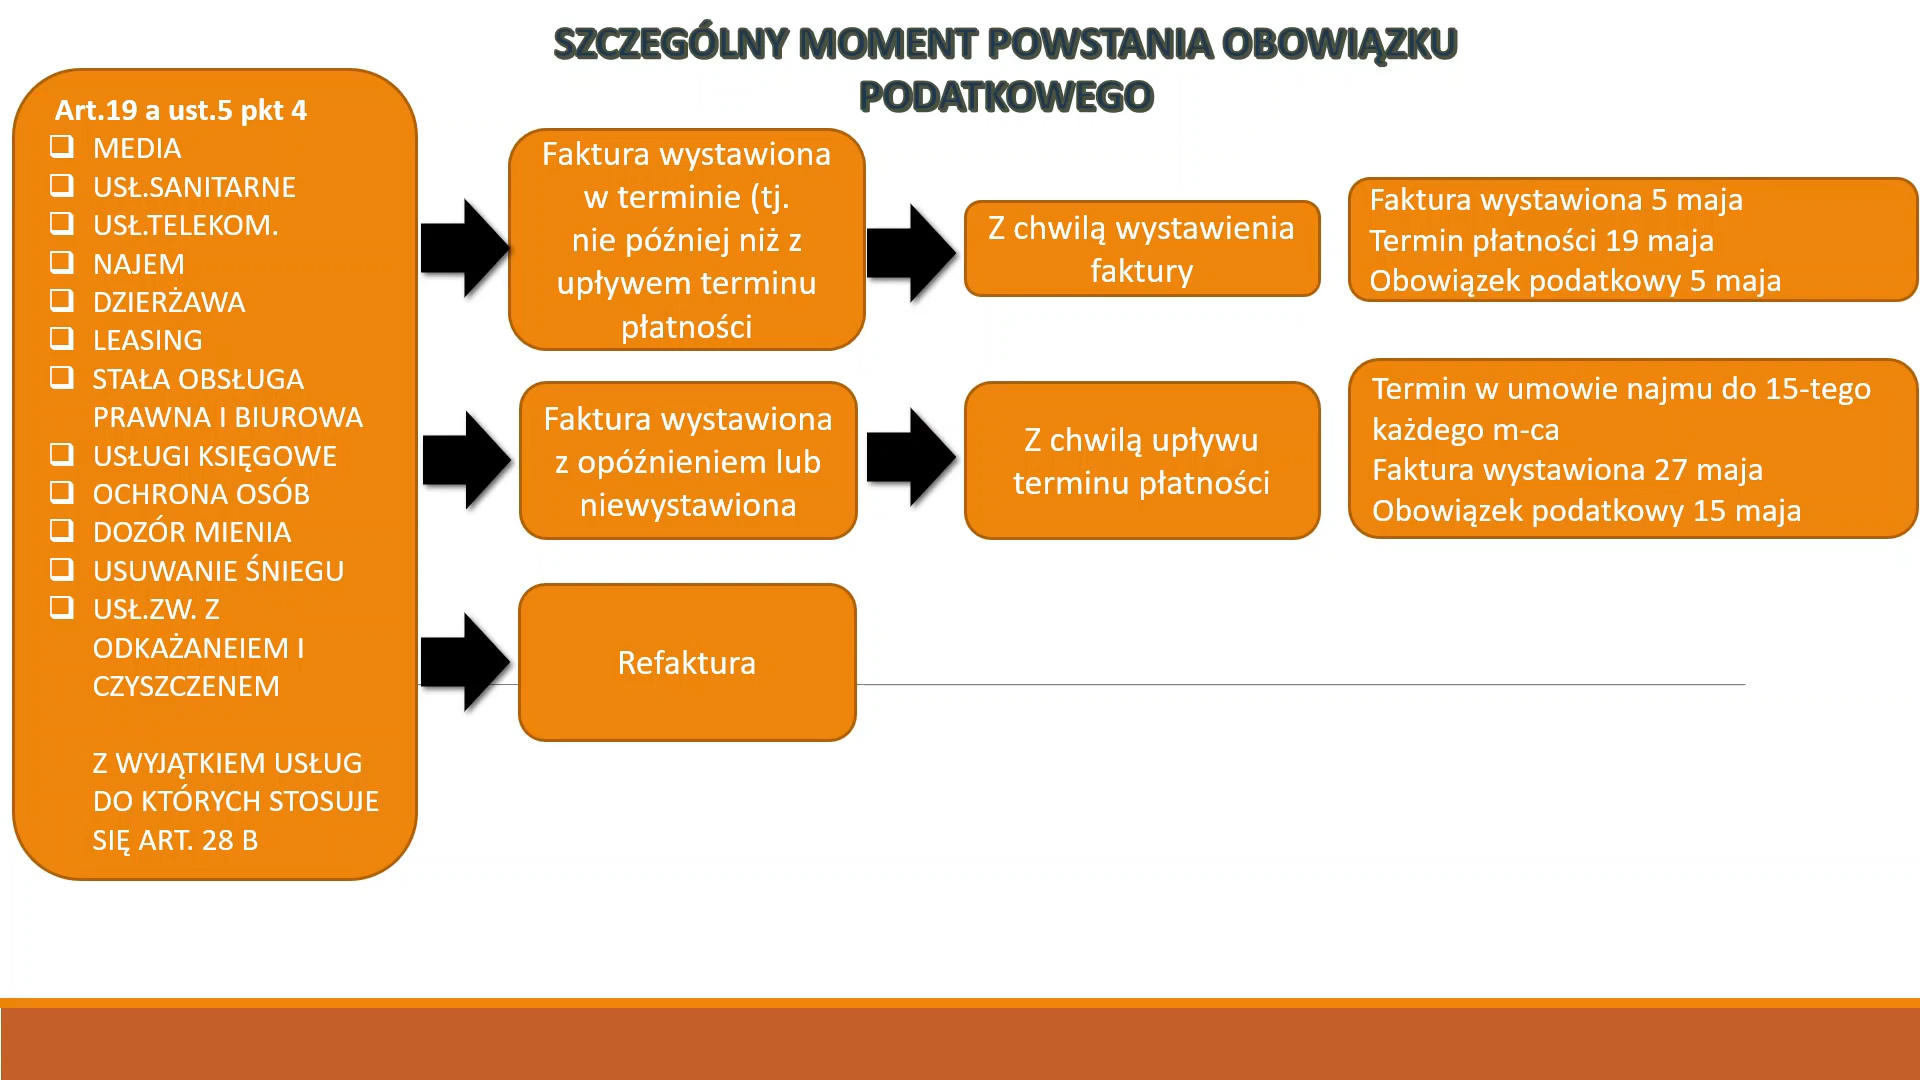 SZCZEGÓLNY MOMENT POWSTANIA OBOWIĄZKU
PODATKOWEGO
Art.19 a ust.5 pkt 4
MEDIA
USŁ.SANITARNE
USŁ.TELEKOM.
NAJEM
DZIERŻAWA
LEASING
STAŁA OBSŁUGA
PRAWNA I BIUROWA
USŁUGI KSIĘGOWE
OCHRONA OSÓB
DOZÓR MIENIA
USUWANIE ŚNIEGU
USŁ.ZW. Z
ODKAŻANEIEM I
CZYSZCZENEM
Z WYJĄTKIEM USŁUG
DO KTÓRYCH STOSUJE
SIĘ ART. 28 B
Faktura wystawiona
w terminie (tj.
nie później niż z
upływem terminu
płatności
Z chwilą wystawienia
faktury
Faktura wystawiona 5 maja
Termin płatności 19 maja
Obowiązek podatkowy 5 maja
Faktura wystawiona
z opóźnieniem lub
niewystawiona
Z chwilą upływu
terminu płatności
Termin w umowie najmu do 15-tego
każdego m-ca
Faktura wystawiona 27 maja
Obowiązek podatkowy 15 maja
Refaktura